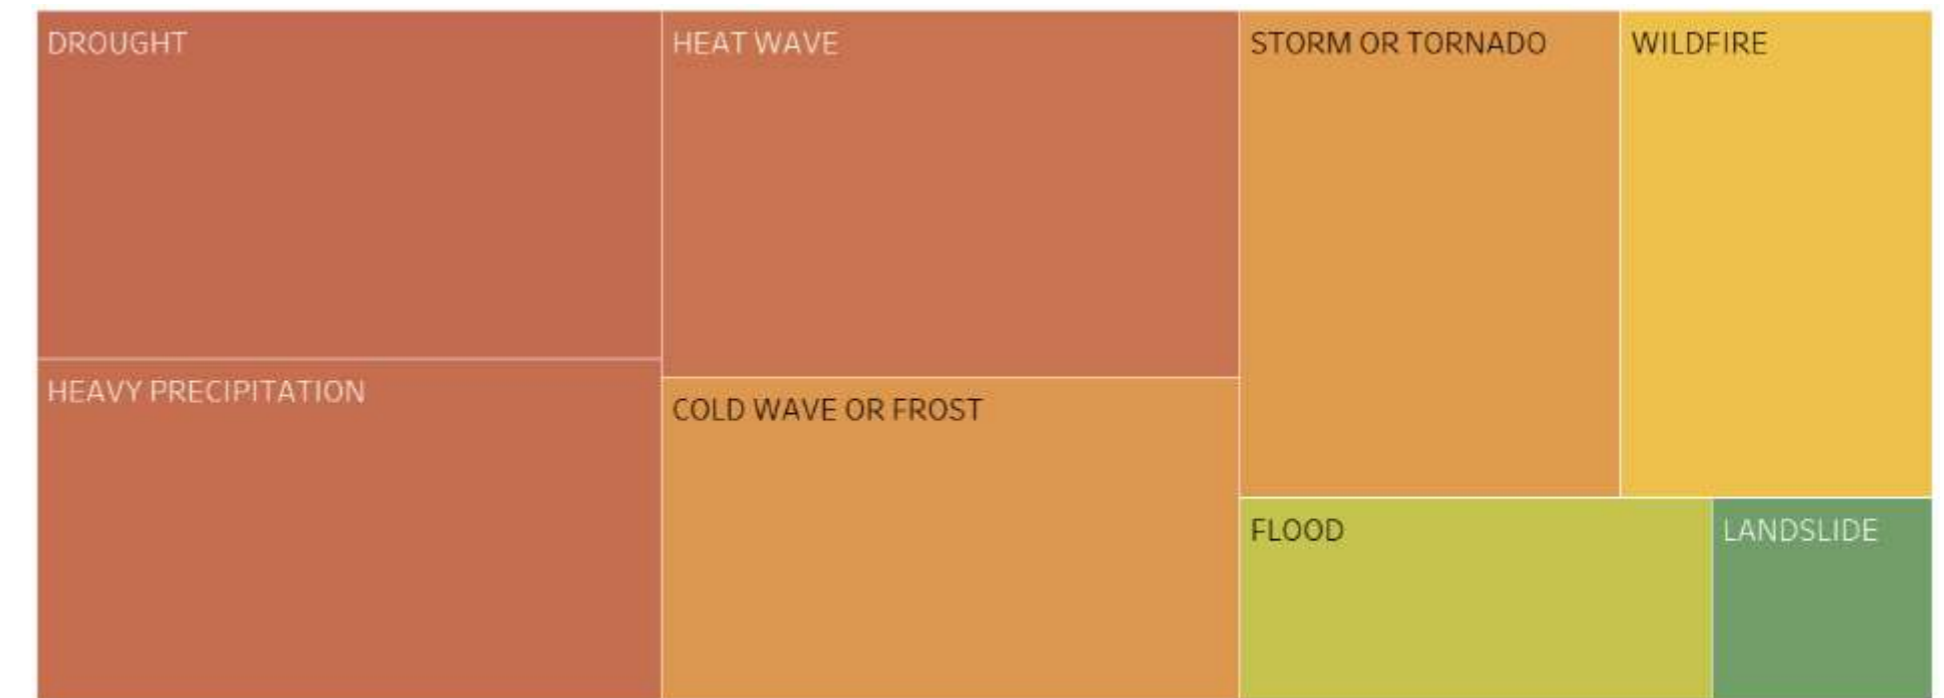 DROUGHT
HEAT WAVE
STORM OR TORNADO
WILDFIRE
HEAVY PRECIPITATION
COLD WAVE OR FROST
FLOOD
LANDSLIDE